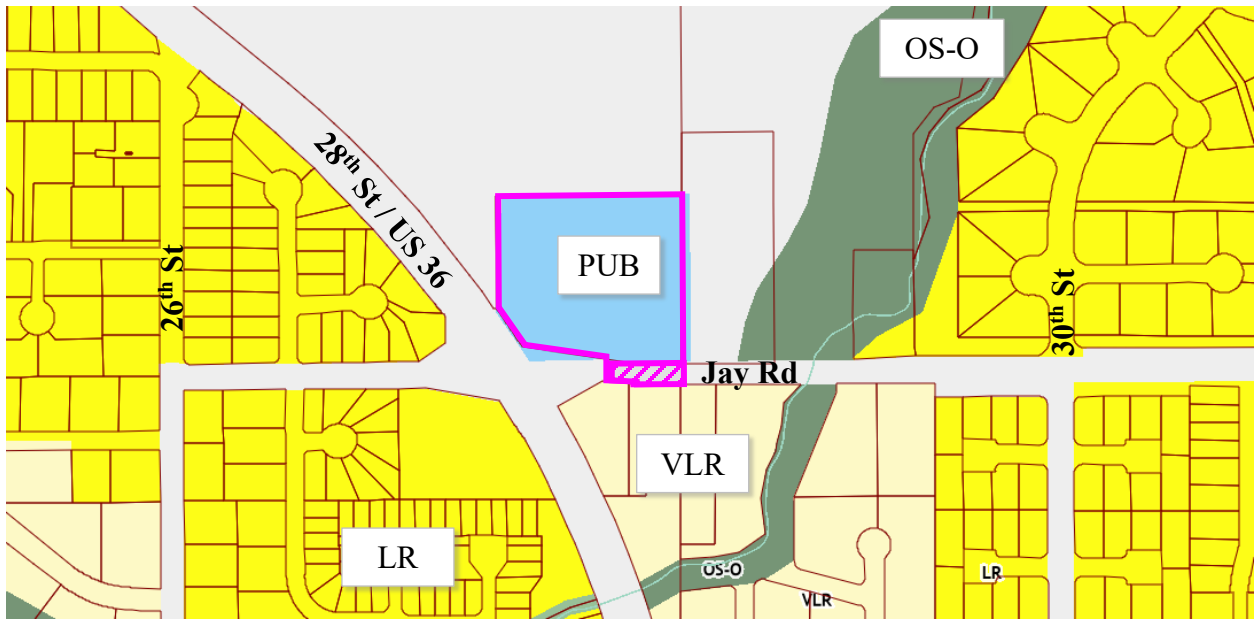 OS-O
28th St / US 36
PUB
26th St
30th St
Jay Rd
VLR
LR
OS-O
LR
VLR